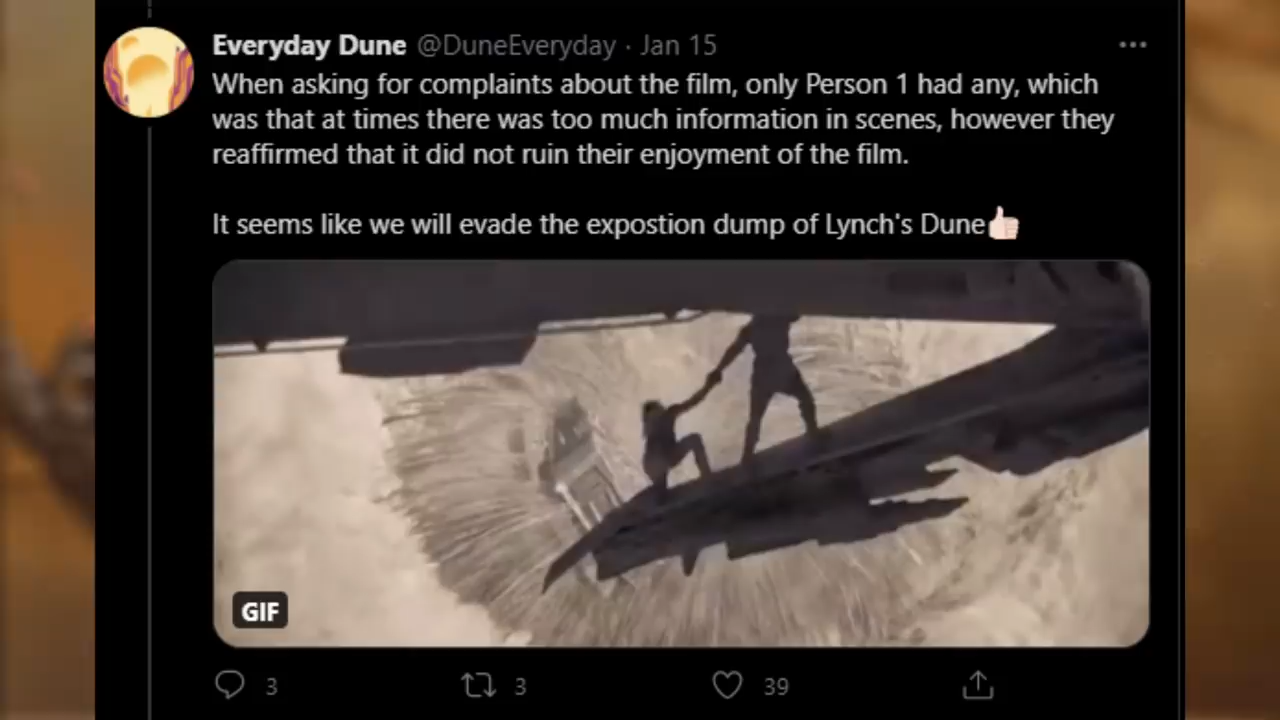 Everyday Dune @DuneEveryday · Jan 15
When asking for complaints about the film, only Person 1 had any, which
was that at times there was too much information in scenes, however they
reaffirmed that it did not ruin their enjoyment of the film.
It seems like we will evade the expostion dump of Lynch's Dune👍🏻
GIF
3 3 39